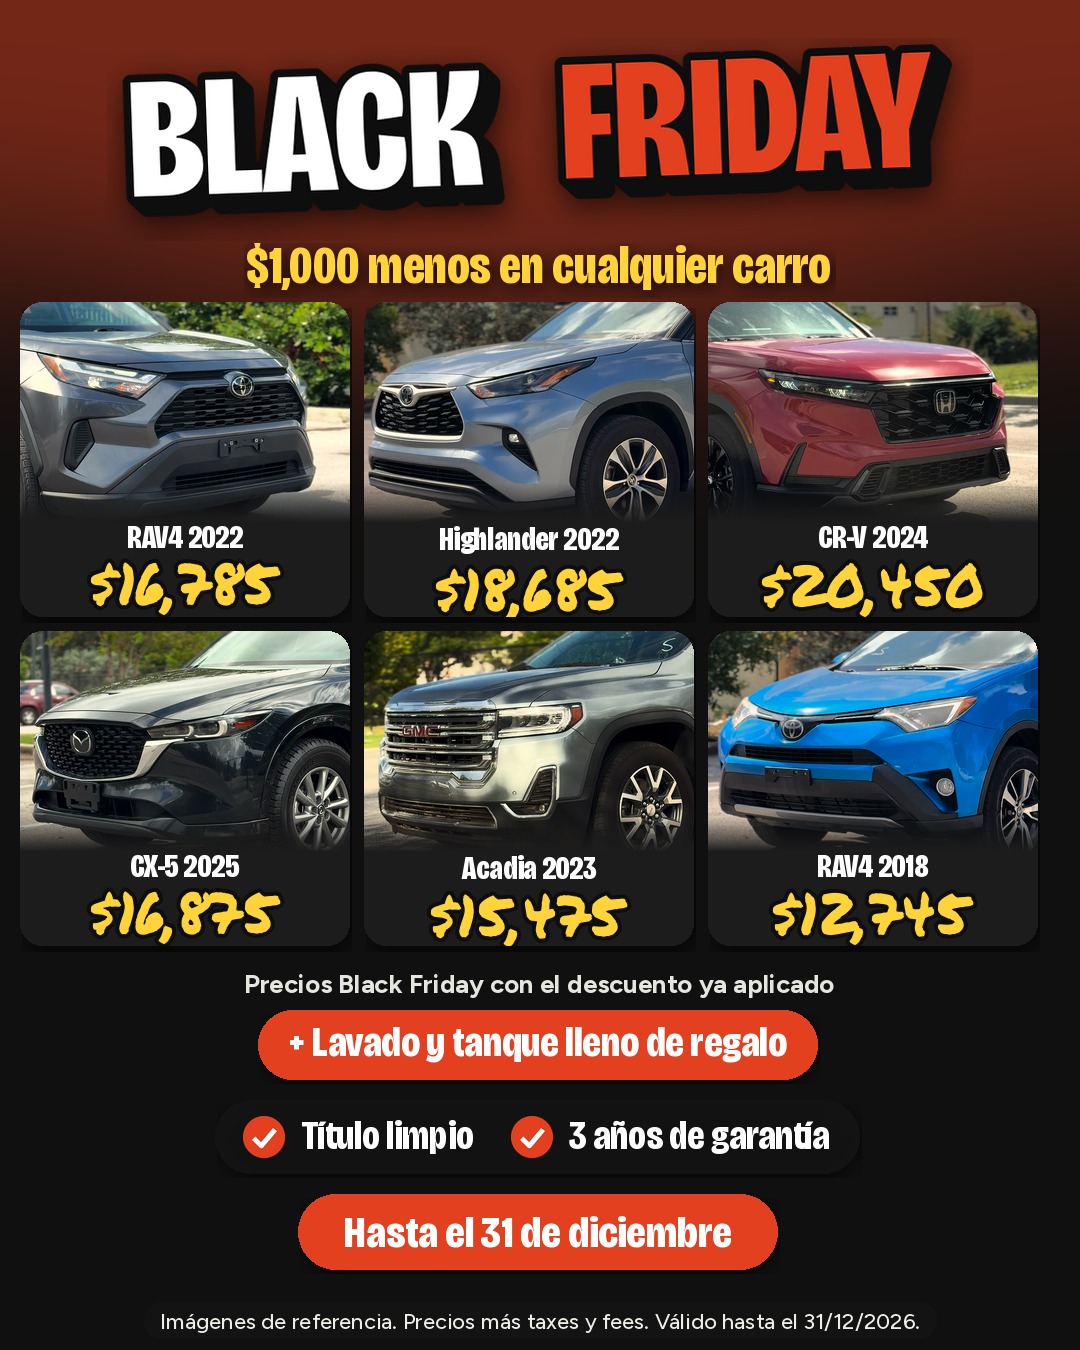 BLACK FRIDAY
$1,000 menos en cualquier carro
RAV4 2022
$16,785
Highlander 2022
$18,685
CR-V 2024
$20,450
GMC
S
CX-5 2025
$16,875
Acadia 2023
$15,475
RAV4 2018
$12,745
Precios Black Friday con el descuento ya aplicado
+ Lavado y tanque lleno de regalo
Título limpio
3 años de garantía
Hasta el 31 de diciembre
Imágenes de referencia. Precios más taxes y fees. Válido hasta el 31/12/2026.